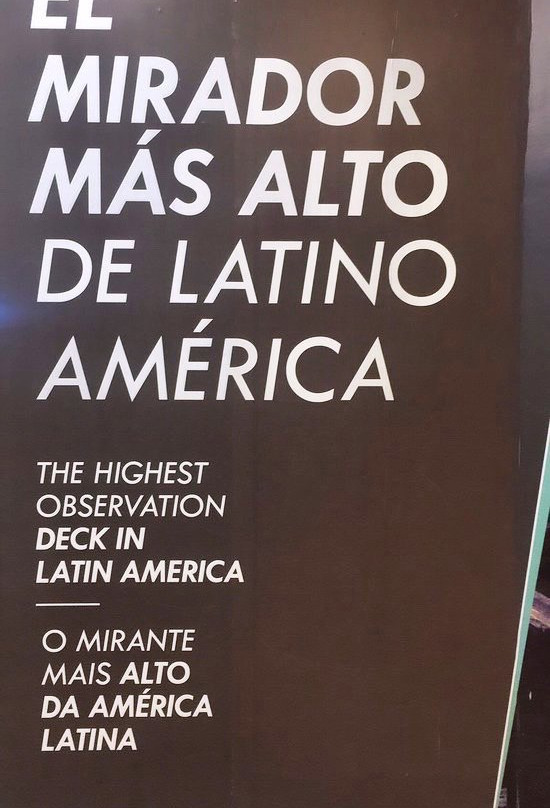 EL
MIRADOR
MÁS ALTO
DE LATINO
AMÉRICA
THE HIGHEST
OBSERVATION
DECK IN
LATIN AMERICA
O MIRANTE
MAIS ALTO
DA AMÉRICA
LATINA